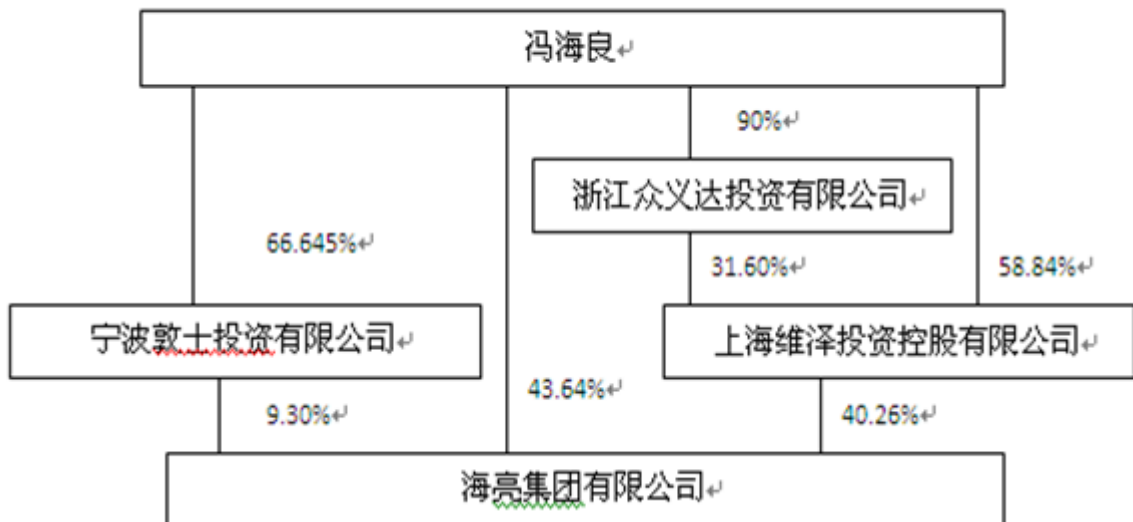 冯海良
90%
浙江众义达投资有限公司
66.645%
31.60%
58.84%
宁波敦士投资有限公司
上海维泽投资控股有限公司
43.64%
9.30%
40.26%
海亮集团有限公司